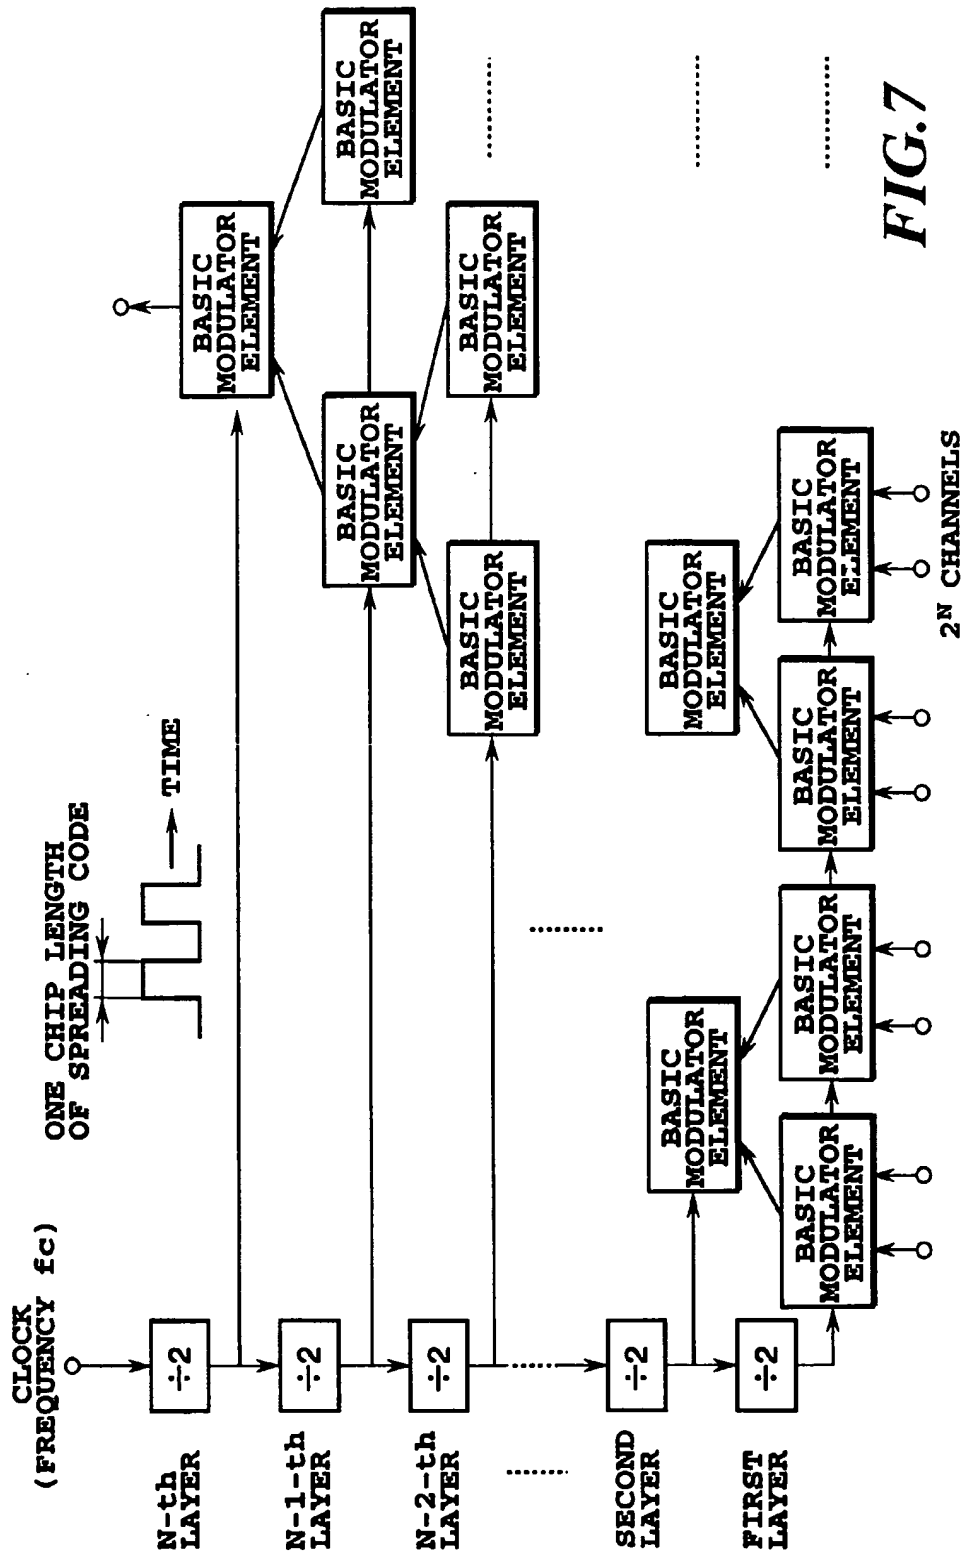 CLOCK
(FREQUENCY fc)
ONE CHIP LENGTH
OF SPREADING CODE
TIME
N-th
LAYER
÷2
BASIC
MODULATOR
ELEMENT
N-1-th
LAYER
÷2
BASIC
MODULATOR
ELEMENT
BASIC
MODULATOR
ELEMENT
N-2-th
LAYER
÷2
BASIC
MODULATOR
ELEMENT
BASIC
MODULATOR
ELEMENT
SECOND
LAYER
÷2
BASIC
MODULATOR
ELEMENT
BASIC
MODULATOR
ELEMENT
FIRST
LAYER
÷2
BASIC
MODULATOR
ELEMENT
BASIC
MODULATOR
ELEMENT
BASIC
MODULATOR
ELEMENT
BASIC
MODULATOR
ELEMENT
2ᴺ CHANNELS
FIG.7